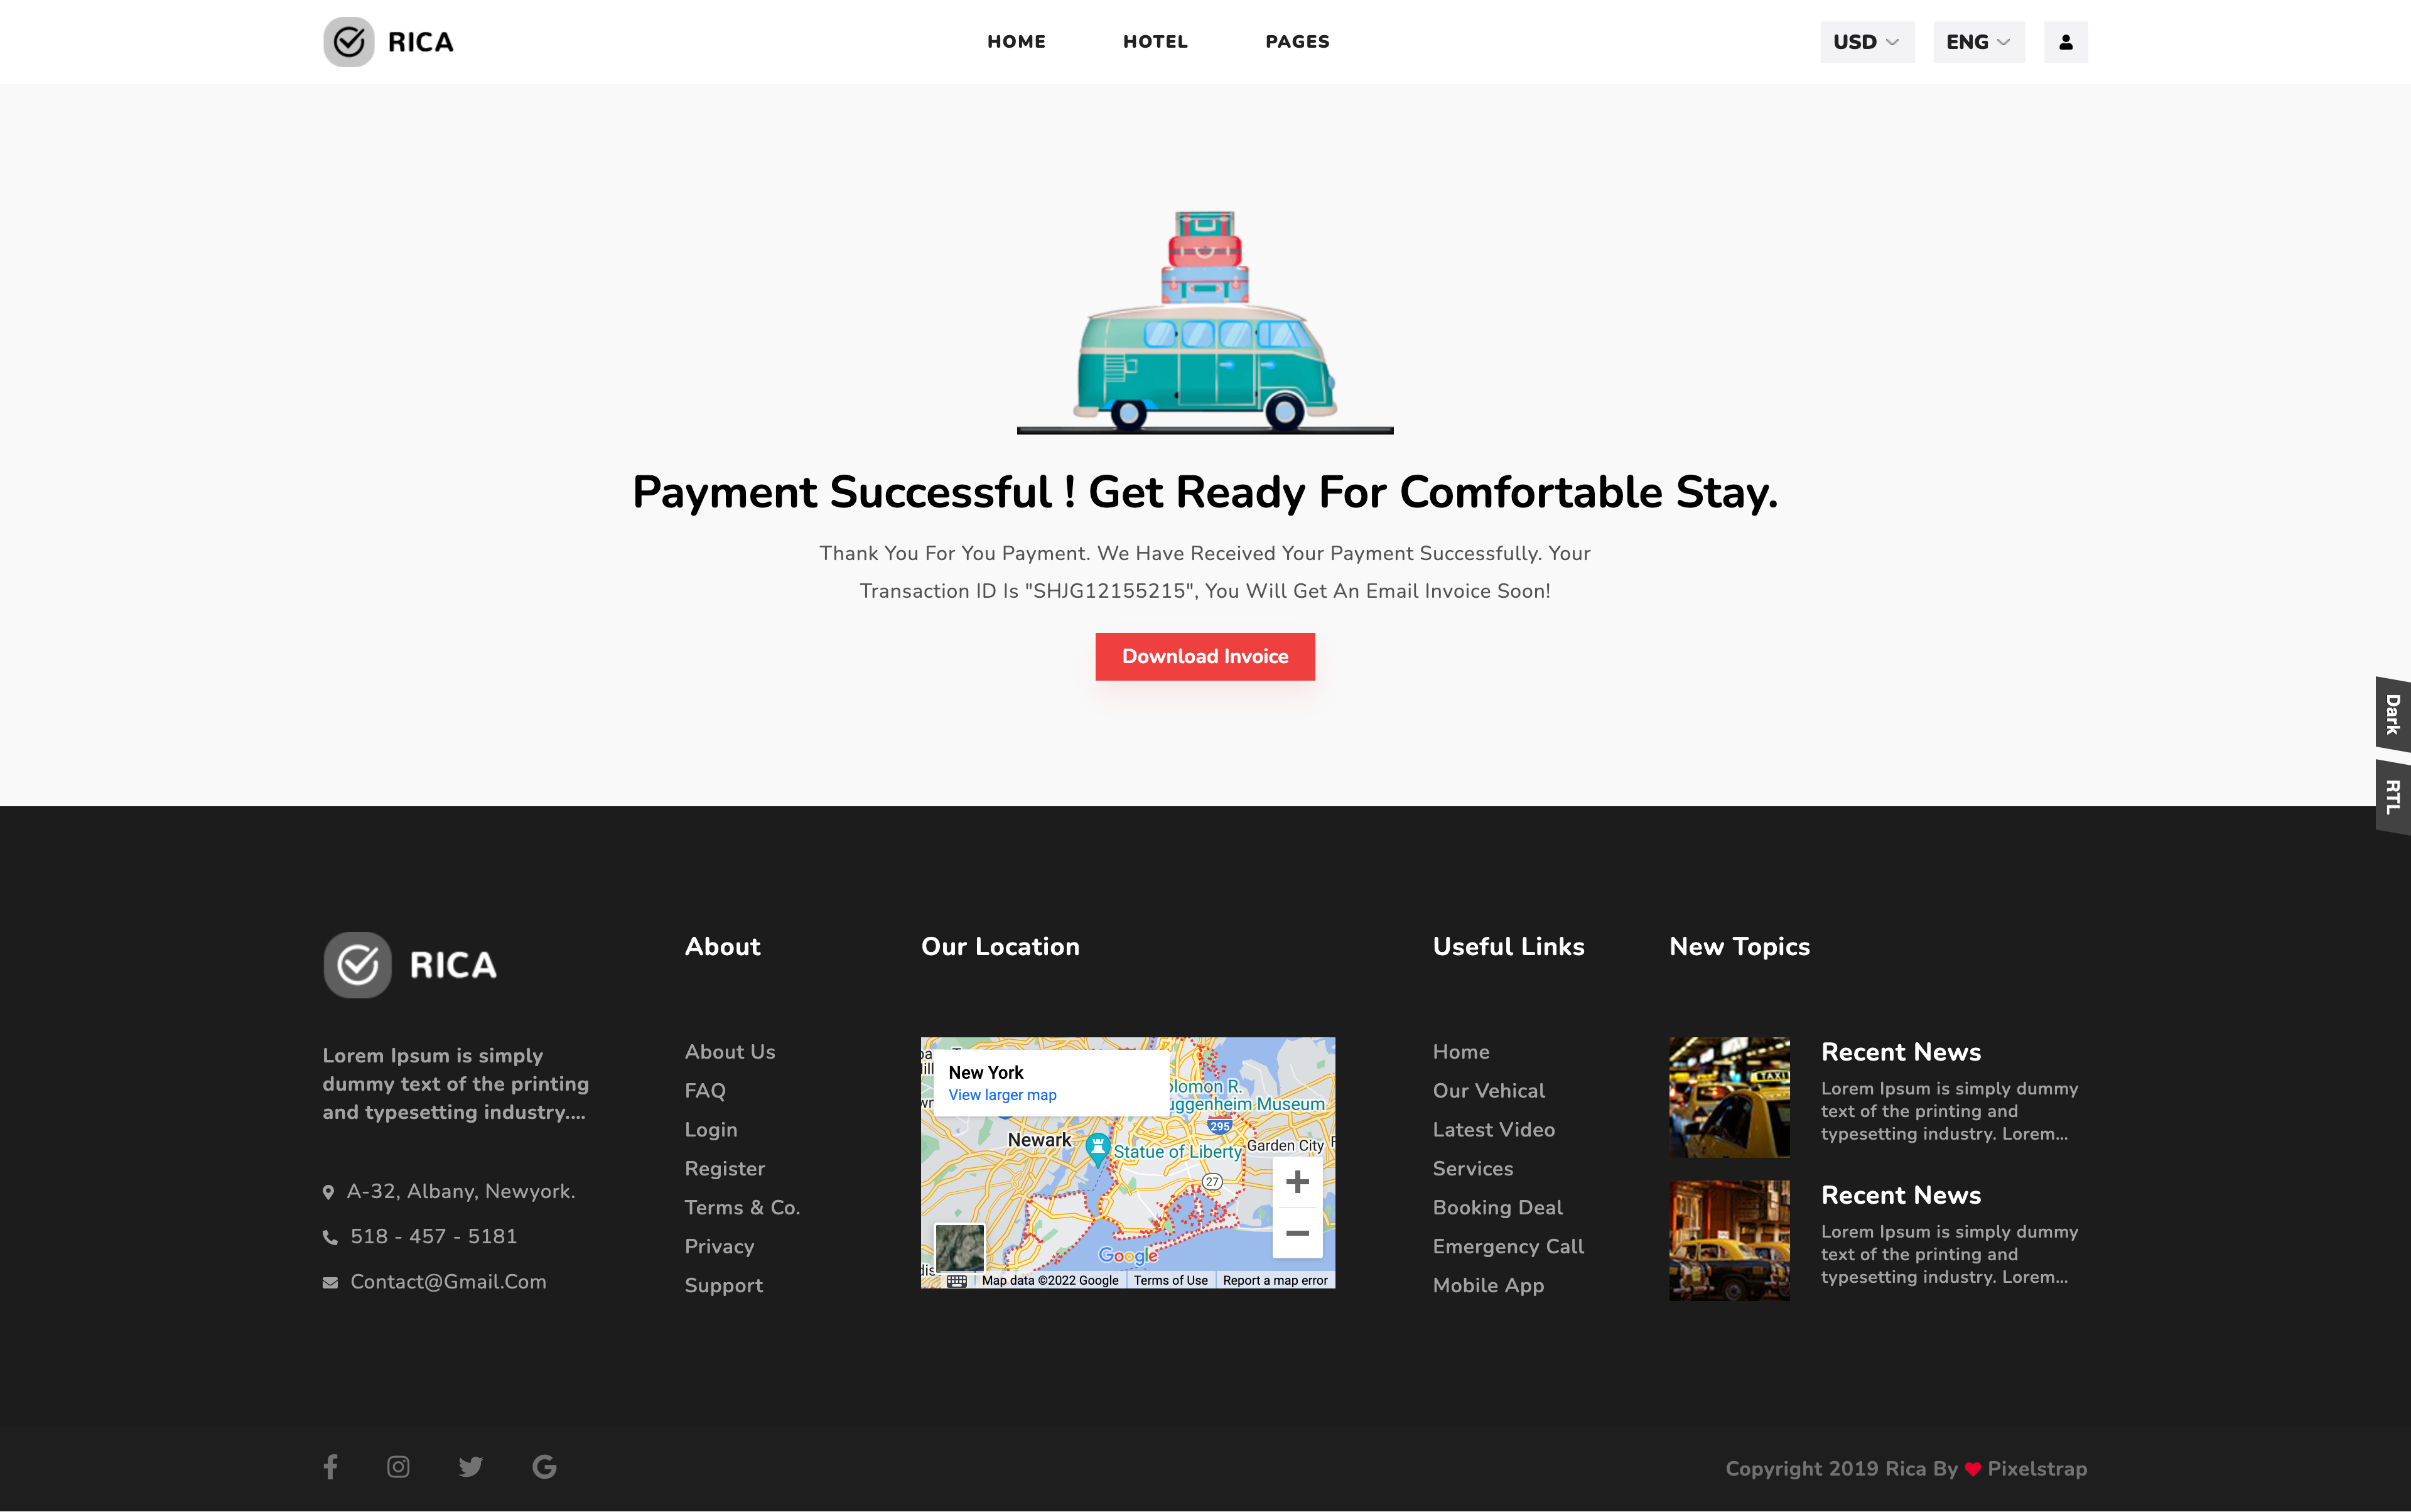 RICA
HOME
HOTEL
PAGES
USD
ENG
Payment Successful ! Get Ready For Comfortable Stay.
Thank You For You Payment. We Have Received Your Payment Successfully. Your
Transaction ID Is "SHJG12155215", You Will Get An Email Invoice Soon!
Download Invoice
Dark
RTL
RICA
Lorem Ipsum is simply
dummy text of the printing
and typesetting industry....
A-32, Albany, Newyork.
518 - 457 - 5181
Contact@Gmail.Com
About
About Us
FAQ
Login
Register
Terms & Co.
Privacy
Support
Our Location
New York
View larger map
olomon R.
uggenheim Museum
295
Newark
Statue of Liberty
Garden City
27
Google
Map data ©2022 Google
Terms of Use
Report a map error
Useful Links
Home
Our Vehical
Latest Video
Services
Booking Deal
Emergency Call
Mobile App
New Topics
TAXI
Recent News
Lorem Ipsum is simply dummy
text of the printing and
typesetting industry. Lorem...
Recent News
Lorem Ipsum is simply dummy
text of the printing and
typesetting industry. Lorem...
Copyright 2019 Rica By ❤ Pixelstrap